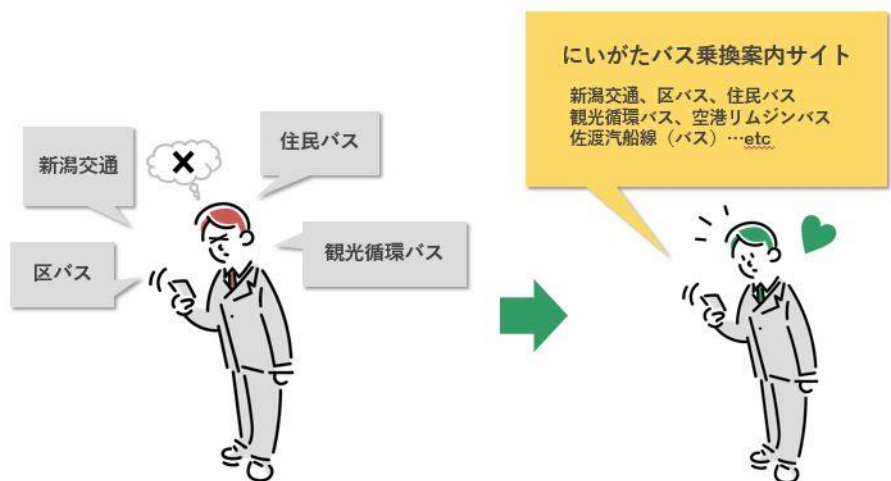 新潟交通
住民バス
区バス
観光循環バス
にいがたバス乗換案内サイト
新潟交通、区バス、住民バス
観光循環バス、空港リムジンバス
佐渡汽船線（バス）…etc